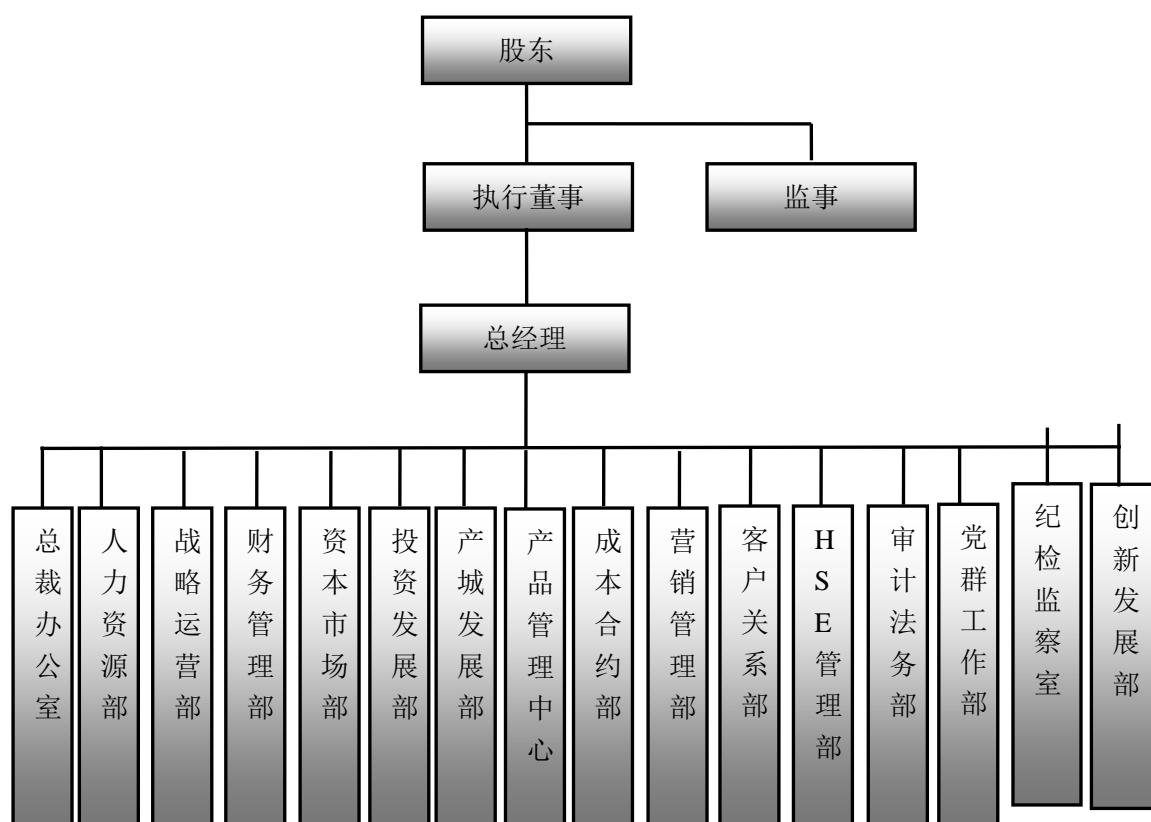 股东
执行董事
监事
总经理
总裁办公室
人力资源部
战略运营部
财务管理部
资本市场部
投资发展部
产城发展部
产品管理中心
成本合约部
营销管理部
客户关系部
HSE管理部
审计法务部
党群工作部
纪检监察室
创新发展部